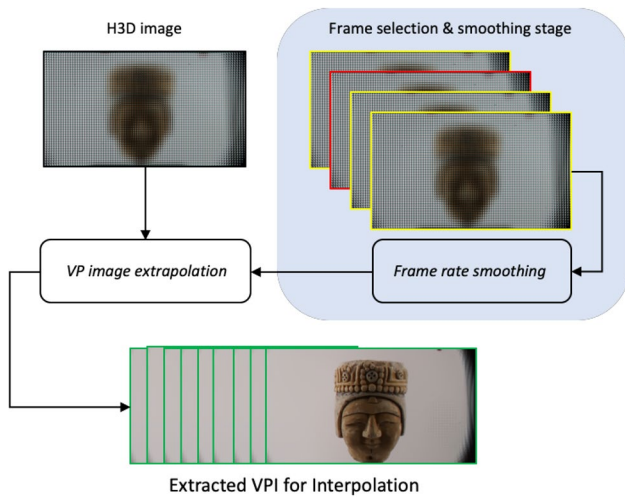 H3D image
Frame selection & smoothing stage
VP image extrapolation
Frame rate smoothing
Extracted VPI for Interpolation